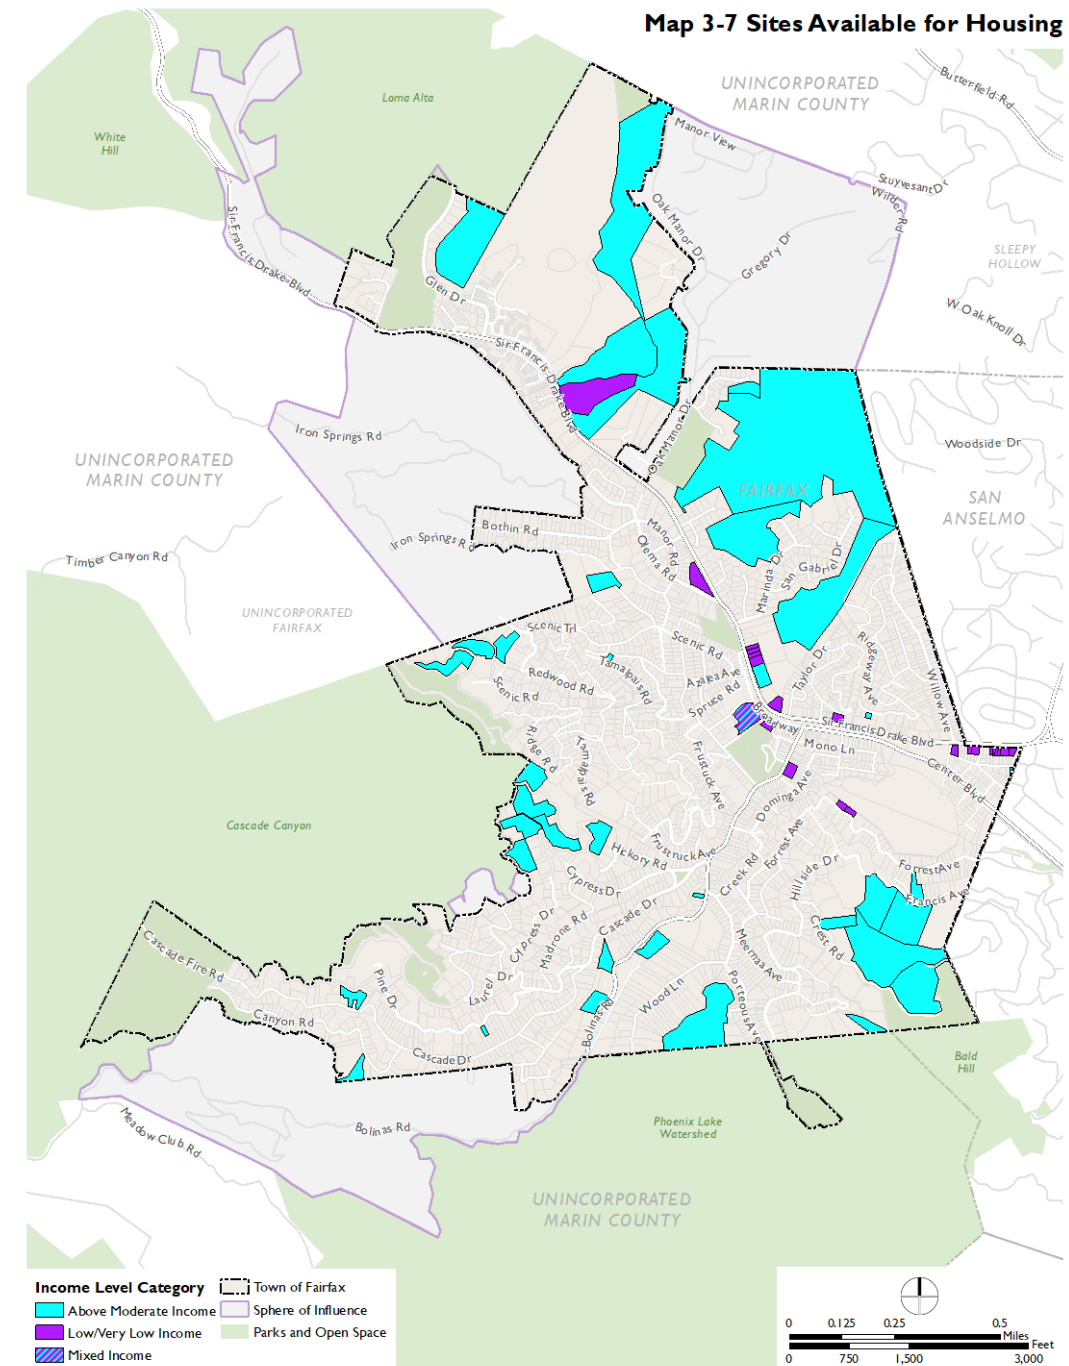 Map 3-7 Sites Available for Housing
UNINCORPORATED
MARIN COUNTY
Butterfield Rd
Loma Alta
White
Hill
Manor View
Stuyvesant Dr
Wilder Rd
Sir Francis Drake Blvd
Oak Manor Dr
Gregory Dr
SLEEPY
HOLLOW
Glen Dr
W Oak Knoll Dr
Sir Francis Drake Blvd
Iron Springs Rd
Oak Manor Dr
Woodside Dr
UNINCORPORATED
MARIN COUNTY
FAIRFAX
SAN
ANSELMO
Bothin Rd
Manor Rd
Iron Springs Rd
Olema Rd
Timber Canyon Rd
Marinda Dr
San Gabriel Dr
UNINCORPORATED
FAIRFAX
Scenic Trl
Scenic Rd
Tamalpais Rd
Taylor Dr
Ridgeway Ave
Willow Ave
Redwood Rd
Azalea Ave
Scenic Rd
Spruce Rd
Broadway
Sir Francis Drake Blvd
Ridge Rd
Tamalpais Rd
Mono Ln
Center Blvd
Frustuck Ave
Dominga Ave
Cascade Canyon
Forrest Ave
Frustruck Ave
Hickory Rd
Creek Rd
Hillside Dr
Forrest Ave
Francis Ave
Cypress Dr
Cascade Dr
Cypress Dr
Madrone Rd
Crest Rd
Meernaa Ave
Cascade Fire Rd
Pine Dr
Laurel Dr
Wood Ln
Porteous Ave
Bolinas Rd
Canyon Rd
Cascade Dr
Bald
Hill
Meadow Club Rd
Bolinas Rd
Phoenix Lake
Watershed
UNINCORPORATED
MARIN COUNTY
Income Level Category
Above Moderate Income
Low/Very Low Income
Mixed Income
Town of Fairfax
Sphere of Influence
Parks and Open Space
0 0.125 0.25 0.5
Miles
Feet
0 750 1,500 3,000